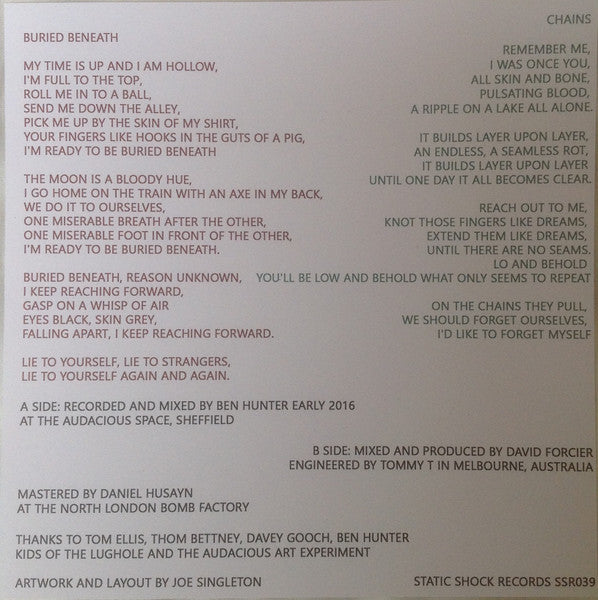 BURIED BENEATH

MY TIME IS UP AND I AM HOLLOW,
I'M FULL TO THE TOP,
ROLL ME IN TO A BALL,
SEND ME DOWN THE ALLEY,
PICK ME UP BY THE SKIN OF MY SHIRT,
YOUR FINGERS LIKE HOOKS IN THE GUTS OF A PIG,
I'M READY TO BE BURIED BENEATH

THE MOON IS A BLOODY HUE,
I GO HOME ON THE TRAIN WITH AN AXE IN MY BACK,
WE DO IT TO OURSELVES,
ONE MISERABLE BREATH AFTER THE OTHER,
ONE MISERABLE FOOT IN FRONT OF THE OTHER,
I'M READY TO BE BURIED BENEATH.

BURIED BENEATH, REASON UNKNOWN,
I KEEP REACHING FORWARD,
GASP ON A WHISP OF AIR
EYES BLACK, SKIN GREY,
FALLING APART, I KEEP REACHING FORWARD.

LIE TO YOURSELF, LIE TO STRANGERS,
LIE TO YOURSELF AGAIN AND AGAIN.

CHAINS

REMEMBER ME,
I WAS ONCE YOU,
ALL SKIN AND BONE,
PULSATING BLOOD,
A RIPPLE ON A LAKE ALL ALONE.

IT BUILDS LAYER UPON LAYER,
AN ENDLESS, A SEAMLESS ROT,
IT BUILDS LAYER UPON LAYER
UNTIL ONE DAY IT ALL BECOMES CLEAR.

REACH OUT TO ME,
KNOT THOSE FINGERS LIKE DREAMS,
EXTEND THEM LIKE DREAMS,
UNTIL THERE ARE NO SEAMS.
LO AND BEHOLD
YOU'LL BE LOW AND BEHOLD WHAT ONLY SEEMS TO REPEAT

ON THE CHAINS THEY PULL,
WE SHOULD FORGET OURSELVES,
I'D LIKE TO FORGET MYSELF

A SIDE: RECORDED AND MIXED BY BEN HUNTER EARLY 2016
AT THE AUDACIOUS SPACE, SHEFFIELD

B SIDE: MIXED AND PRODUCED BY DAVID FORCIER
ENGINEERED BY TOMMY T IN MELBOURNE, AUSTRALIA

MASTERED BY DANIEL HUSAYN
AT THE NORTH LONDON BOMB FACTORY

THANKS TO TOM ELLIS, THOM BETTNEY, DAVEY GOOCH, BEN HUNTER
KIDS OF THE LUGHOLE AND THE AUDACIOUS ART EXPERIMENT

ARTWORK AND LAYOUT BY JOE SINGLETON

STATIC SHOCK RECORDS SSR039